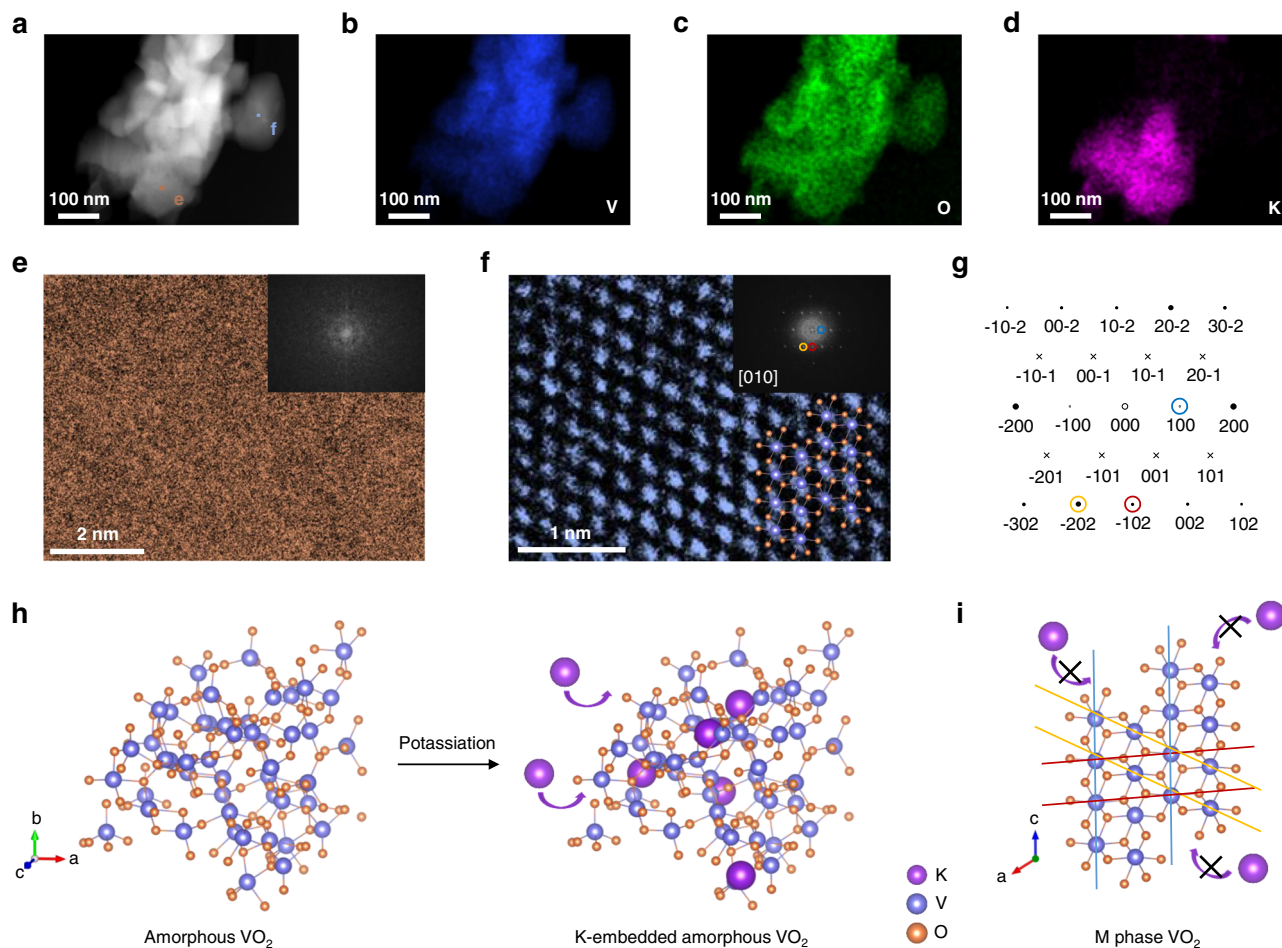 a
b
c
d
f
e
100 nm
100 nm
V
100 nm
O
100 nm
K
e
f
g
2 nm
[010]
1 nm
-10-2 00-2 10-2 20-2 30-2
-10-1 00-1 10-1 20-1
-200 -100 000 100 200
-201 -101 001 101
-302 -202 -102 002 102
h
i
Potassiation
b
a
c
K
V
O
c
a
Amorphous VO₂
K-embedded amorphous VO₂
M phase VO₂